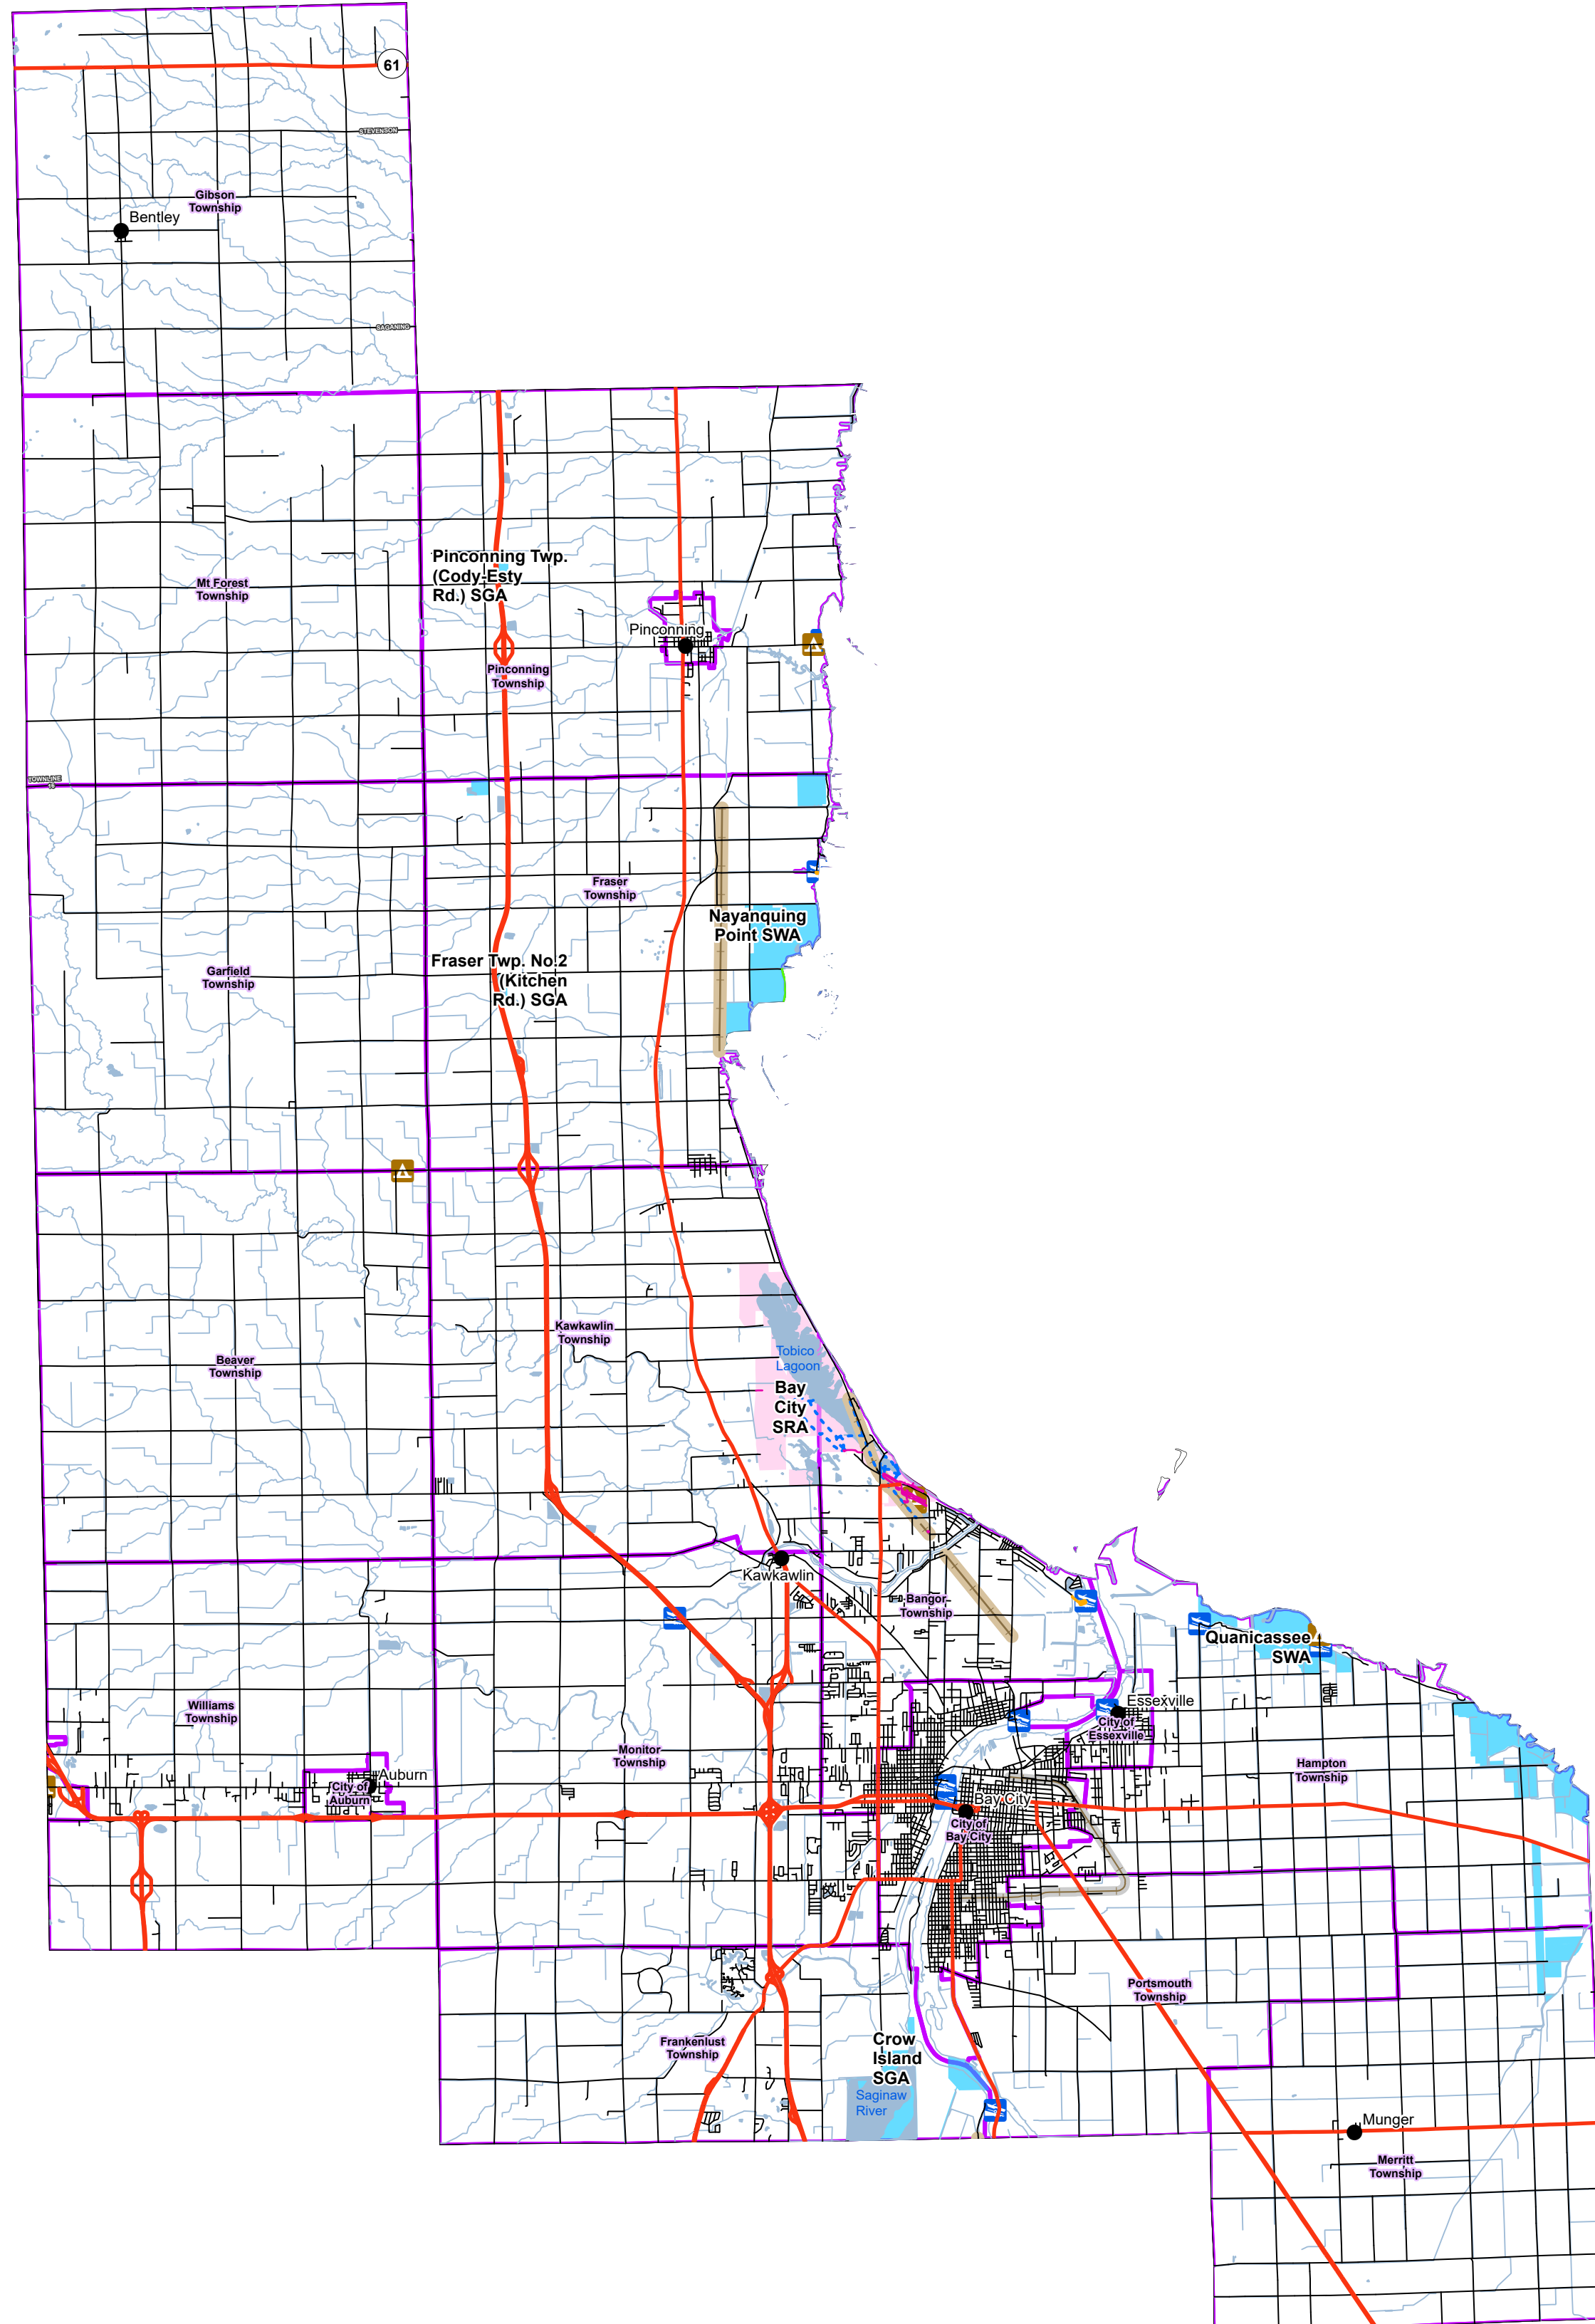 61
STEVENSON
Gibson
Township
Bentley
SAGANING
Pinconning Twp.
(Cody-Esty
Rd.) SGA
Mt Forest
Township
Pinconning
Pinconning
Township
TOWNLINE
16
Fraser
Township
Nayanquing
Point SWA
Fraser Twp. No.2
(Kitchen
Rd.) SGA
Garfield
Township
Kawkawlin
Township
Tobico
Lagoon
Beaver
Township
Bay
City
SRA
Kawkawlin
Bangor
Township
Quanicassee
SWA
Williams
Township
Essexville
City of
Essexville
Monitor
Township
Hampton
Township
Auburn
City of
Auburn
Bay City
City of
Bay City
Portsmouth
Township
Frankenlust
Township
Crow
Island
SGA
Saginaw
River
Munger
Merritt
Township